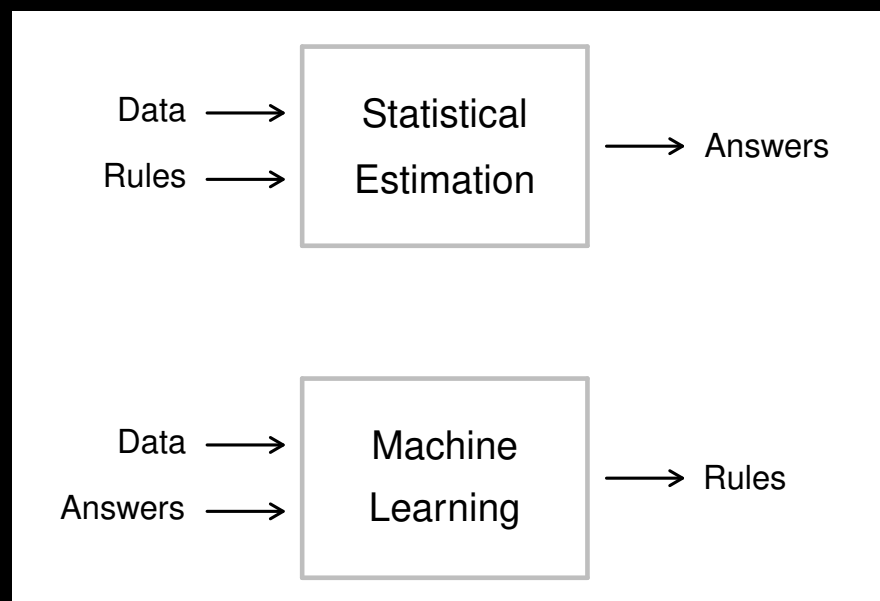 Data
Rules
Statistical
Estimation
Answers
Data
Answers
Machine
Learning
Rules